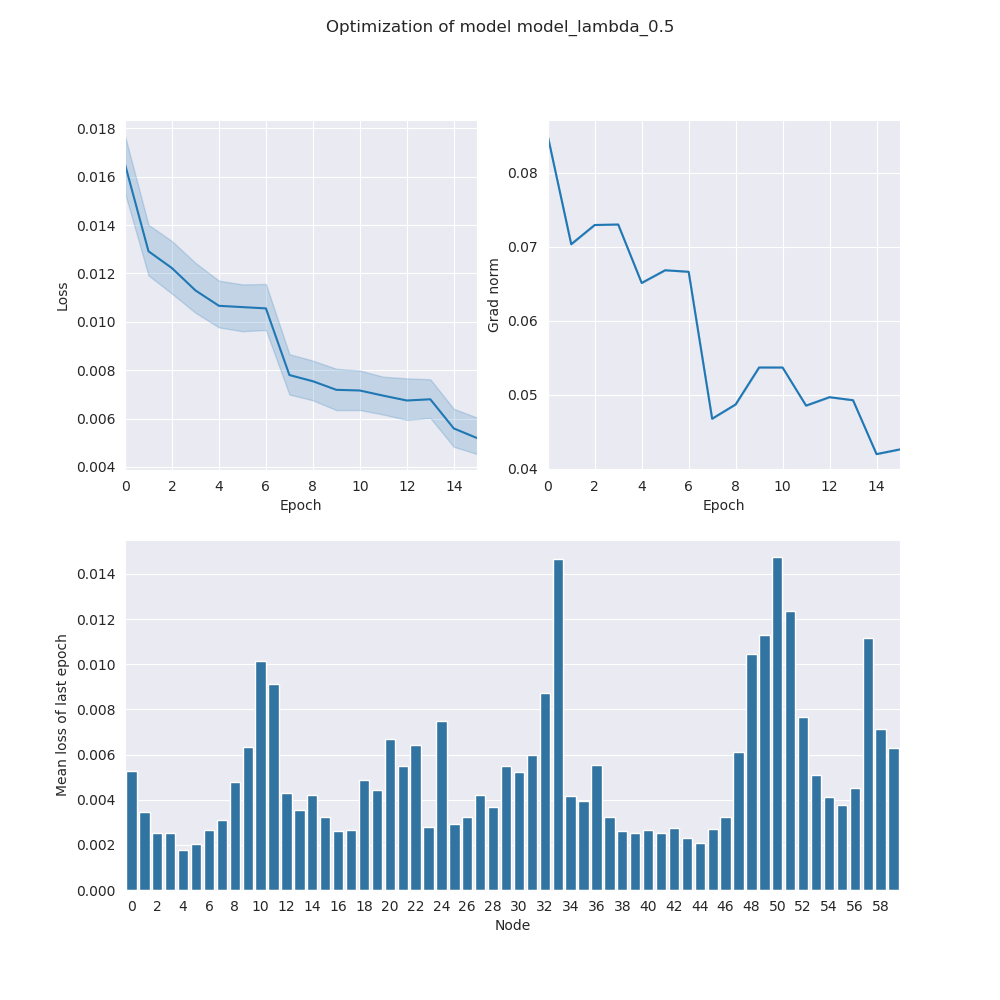 Optimization of model model_lambda_0.5
0.018
0.016
0.014
0.012
0.010
0.008
0.006
0.004
Loss
0 2 4 6 8 10 12 14
Epoch
0.08
0.07
0.06
0.05
0.04
Grad norm
0 2 4 6 8 10 12 14
Epoch
0.014
0.012
0.010
0.008
0.006
0.004
0.002
0.000
Mean loss of last epoch
0 2 4 6 8 10 12 14 16 18 20 22 24 26 28 30 32 34 36 38 40 42 44 46 48 50 52 54 56 58
Node